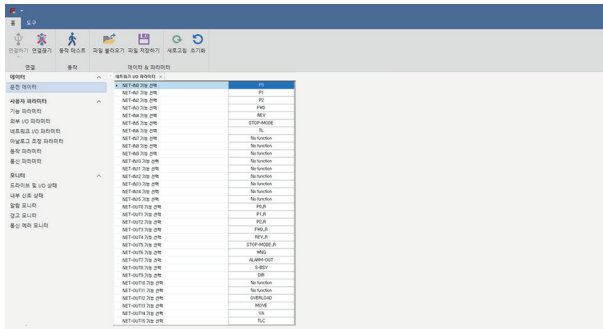 홈 도구
연결하기 연결끊기 동작 테스트 파일 불러오기 파일 저장하기 새로고침 초기화
연결 동작 데이터 & 파라미터
데이터
운전 데이터
사용자 파라미터
기능 파라미터
외부 I/O 파라미터
네트워크 I/O 파라미터
아날로그 조정 파라미터
동작 파라미터
통신 파라미터
모니터
드라이브 및 I/O 상태
내부 신호 상태
알람 모니터
경고 모니터
통신 에러 모니터
네트워크 I/O 파라미터 ×
NET-IN0 기능 선택 P0
NET-IN1 기능 선택 P1
NET-IN2 기능 선택 P2
NET-IN3 기능 선택 FWD
NET-IN4 기능 선택 REV
NET-IN5 기능 선택 STOP-MODE
NET-IN6 기능 선택 TL
NET-IN7 기능 선택 No function
NET-IN8 기능 선택 No function
NET-IN9 기능 선택 No function
NET-IN10 기능 선택 No function
NET-IN11 기능 선택 No function
NET-IN12 기능 선택 No function
NET-IN13 기능 선택 No function
NET-IN14 기능 선택 No function
NET-IN15 기능 선택 No function
NET-OUT0 기능 선택 P0_R
NET-OUT1 기능 선택 P1_R
NET-OUT2 기능 선택 P2_R
NET-OUT3 기능 선택 FWD_R
NET-OUT4 기능 선택 REV_R
NET-OUT5 기능 선택 STOP-MODE_R
NET-OUT6 기능 선택 WNG
NET-OUT7 기능 선택 ALARM-OUT
NET-OUT8 기능 선택 S-BSY
NET-OUT9 기능 선택 DIR
NET-OUT10 기능 선택 No function
NET-OUT11 기능 선택 No function
NET-OUT12 기능 선택 OVERLOAD
NET-OUT13 기능 선택 MOVE
NET-OUT14 기능 선택 VA
NET-OUT15 기능 선택 TLC